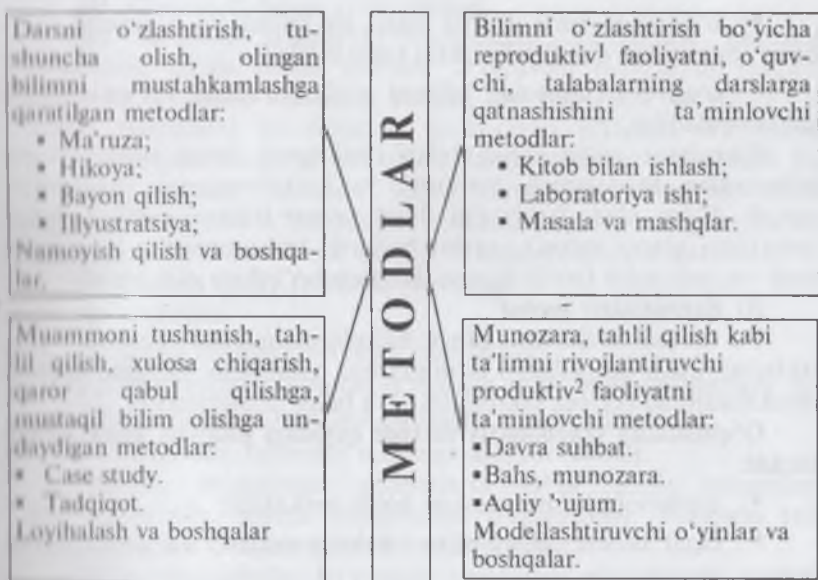 Darsni o‘zlashtirish, tu-
shuncha olish, olingan
bilimni mustahkamlashga
qaratilgan metodlar:
▪ Ma'ruza;
▪ Hikoya;
▪ Bayon qilish;
▪ Illyustratsiya;
Namoyish qilish va boshqa-
lar.
METODLAR
Bilimni o‘zlashtirish bo‘yicha
reproduktiv¹ faoliyatni, o‘quv-
chi, talabalarning darslarga
qatnashishini ta’minlovchi
metodlar:
▪ Kitob bilan ishlash;
▪ Laboratoriya ishi;
▪ Masala va mashqlar.
Muammoni tushunish, tah-
lil qilish, xulosa chiqarish,
qaror qabul qilishga,
mustaqil bilim olishga un-
daydigan metodlar:
▪ Case study.
▪ Tadqiqot.
Loyihalash va boshqalar
Munozara, tahlil qilish kabi
ta'limni rivojlantiruvchi
produktiv² faoliyatni
ta'minlovchi metodlar:
▪Davra suhbat.
▪Bahs, munozara.
▪Aqliy ‘ujum.
Modellashtiruvchi o‘yinlar va
boshqalar.